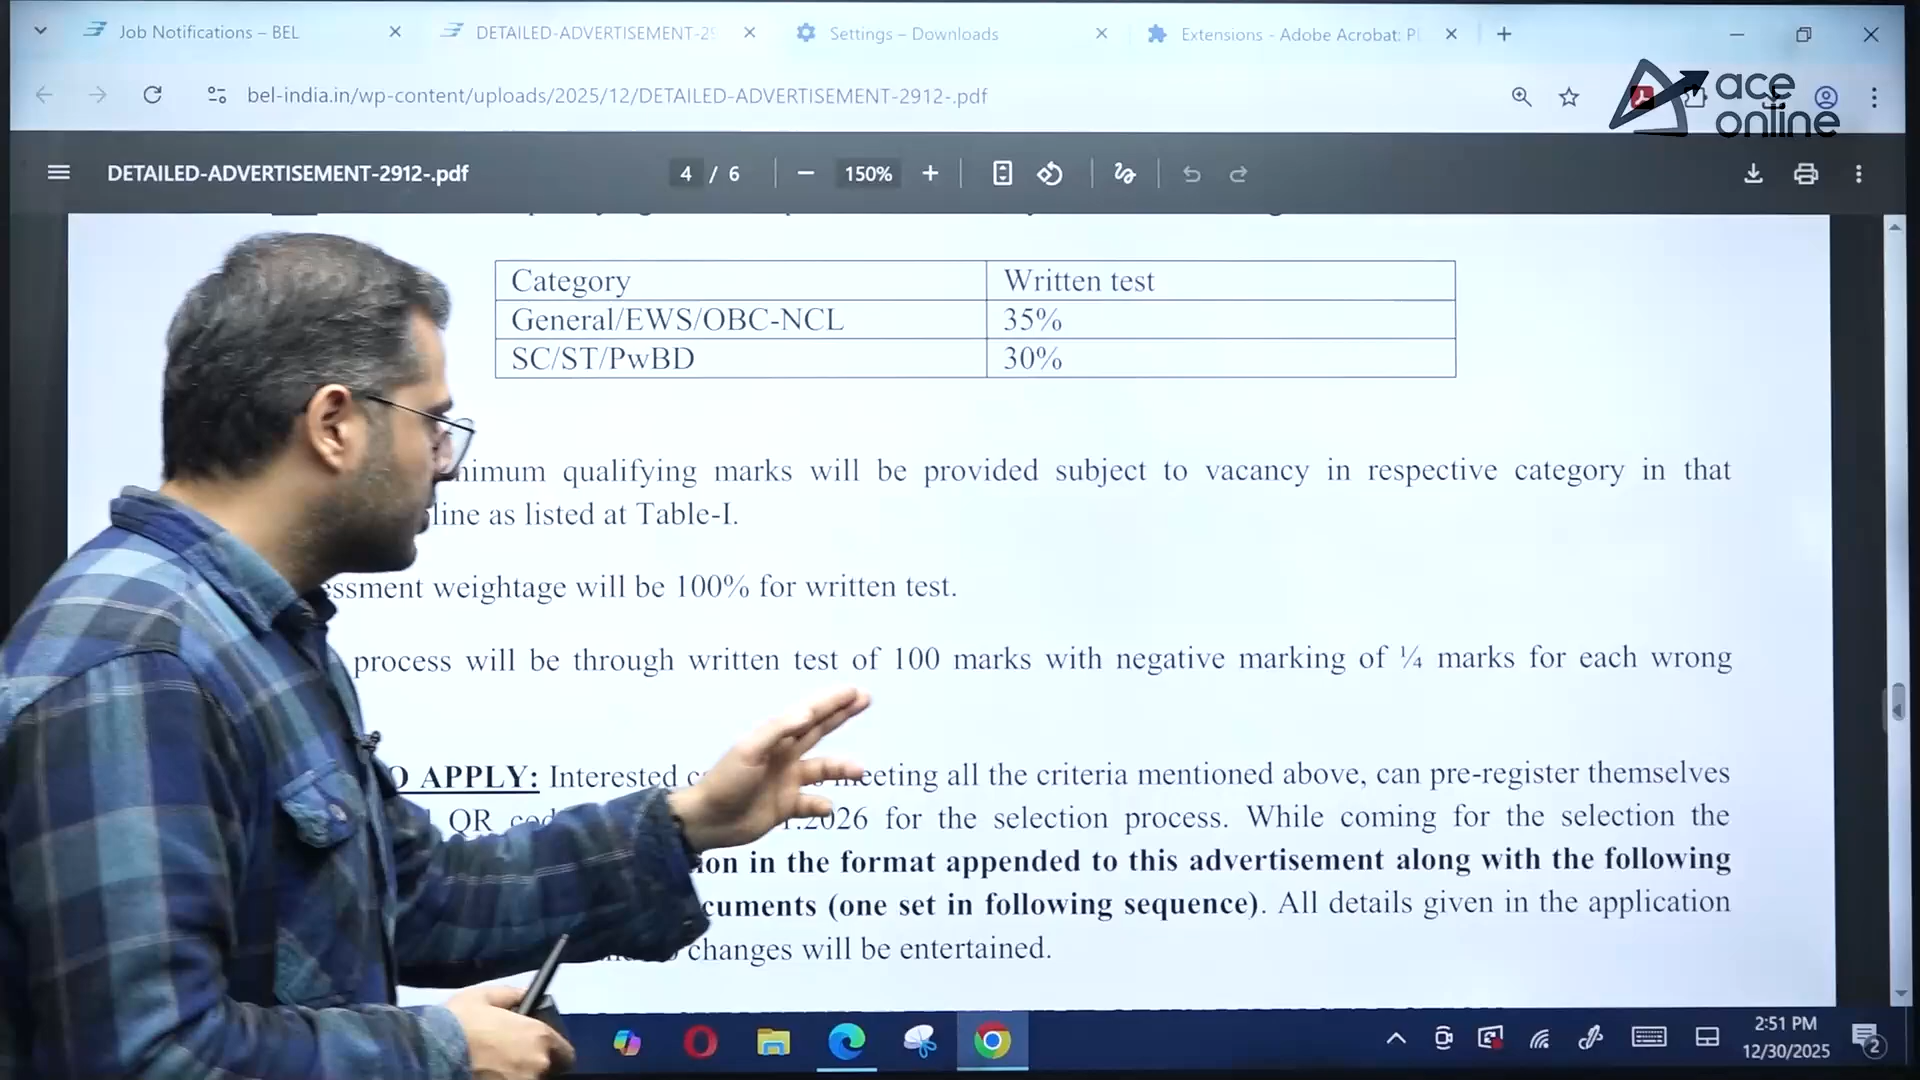 Job Notifications – BEL
DETAILED-ADVERTISEMENT-29
Settings – Downloads
Extensions - Adobe Acrobat: P
bel-india.in/wp-content/uploads/2025/12/DETAILED-ADVERTISEMENT-2912-.pdf
ace
online
DETAILED-ADVERTISEMENT-2912-.pdf
4 / 6
150%
Category Written test
General/EWS/OBC-NCL 35%
SC/ST/PwBD 30%
nimum qualifying marks will be provided subject to vacancy in respective category in that
line as listed at Table-I.
essment weightage will be 100% for written test.
process will be through written test of 100 marks with negative marking of ¼ marks for each wrong
O APPLY: Interested meeting all the criteria mentioned above, can pre-register themselves
QR .2026 for the selection process. While coming for the selection the
ion in the format appended to this advertisement along with the following
cuments (one set in following sequence). All details given in the application
changes will be entertained.
2:51 PM
12/30/2025
2